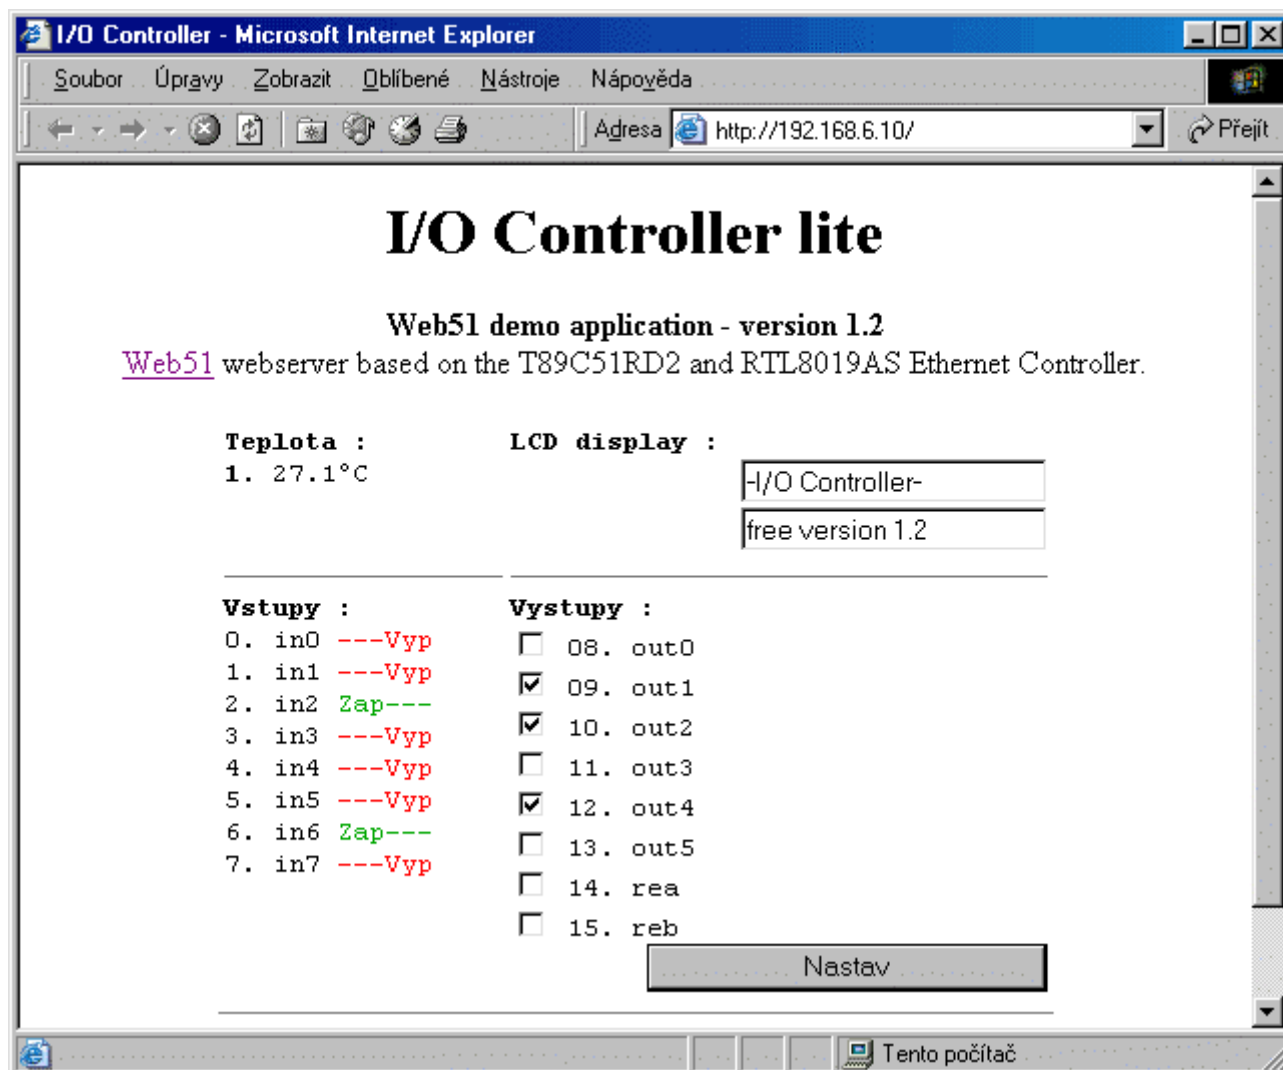 I/O Controller - Microsoft Internet Explorer
Soubor Úpravy Zobrazit Oblíbené Nástroje Nápověda
Adresa http://192.168.6.10/ Přejít
I/O Controller lite
Web51 demo application - version 1.2
Web51 webserver based on the T89C51RD2 and RTL8019AS Ethernet Controller.
Teplota :
1. 27.1°C
LCD display :
-I/O Controller-
free version 1.2
Vstupy :
0. in0 ---Vyp
1. in1 ---Vyp
2. in2 Zap---
3. in3 ---Vyp
4. in4 ---Vyp
5. in5 ---Vyp
6. in6 Zap---
7. in7 ---Vyp
Vystupy :
08. out0
09. out1
10. out2
11. out3
12. out4
13. out5
14. rea
15. reb
Nastav
Tento počítač